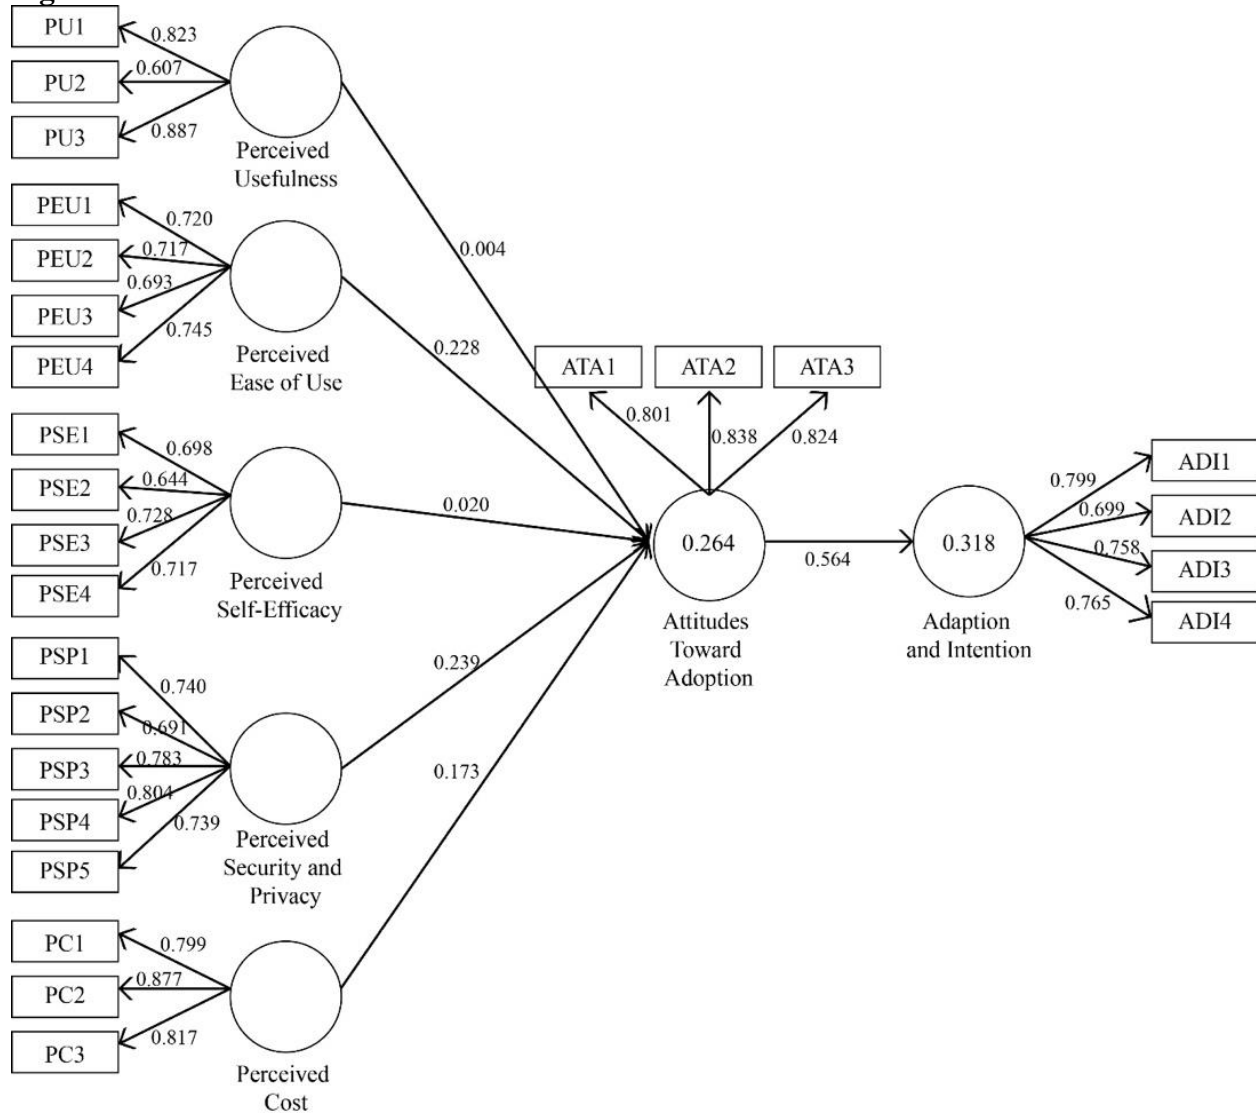 PU1
0.823
PU2
0.607
PU3
0.887
Perceived
Usefulness
PEU1
0.720
PEU2
0.717
PEU3
0.693
PEU4
0.745
Perceived
Ease of Use
PSE1
0.698
PSE2
0.644
PSE3
0.728
PSE4
0.717
Perceived
Self-Efficacy
PSP1
0.740
PSP2
0.691
PSP3
0.783
PSP4
0.804
PSP5
0.739
Perceived
Security and
Privacy
PC1
0.799
PC2
0.877
PC3
0.817
Perceived
Cost
0.004
0.228
0.020
0.239
0.173
ATA1
ATA2
ATA3
0.801
0.838
0.824
0.264
Attitudes
Toward
Adoption
0.564
0.318
Adaption
and Intention
0.799
ADI1
0.699
ADI2
0.758
ADI3
0.765
ADI4